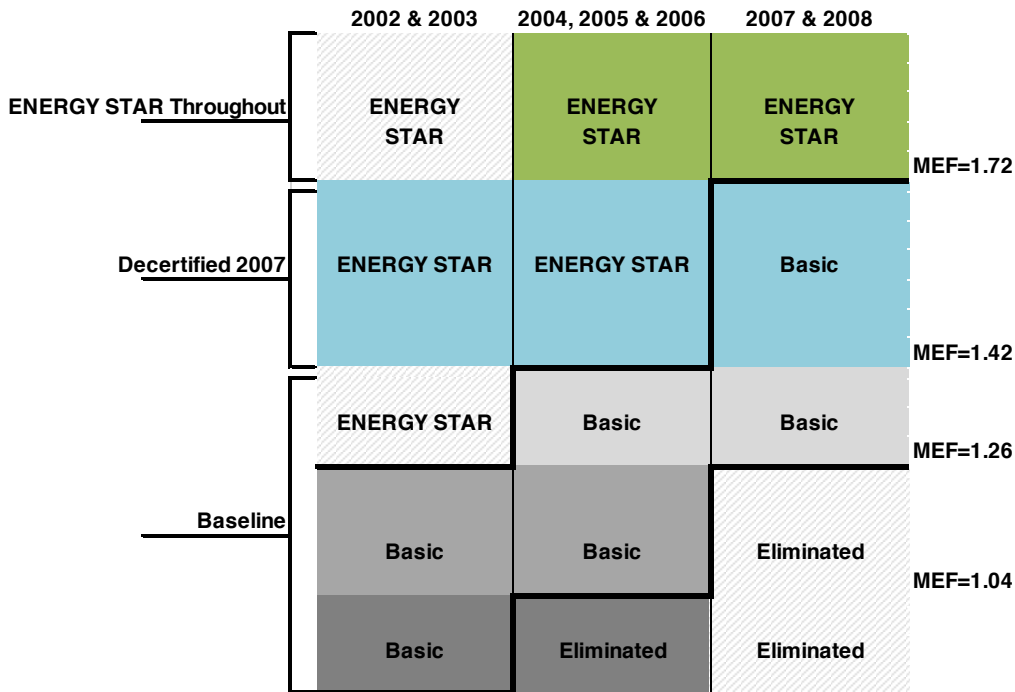 2002 & 2003 2004, 2005 & 2006 2007 & 2008
ENERGY STAR Throughout
ENERGY
STAR
ENERGY
STAR
ENERGY
STAR
MEF=1.72
Decertified 2007
ENERGY STAR
ENERGY STAR
Basic
MEF=1.42
ENERGY STAR
Basic
Basic
MEF=1.26
Baseline
Basic
Basic
Eliminated
MEF=1.04
Basic
Eliminated
Eliminated